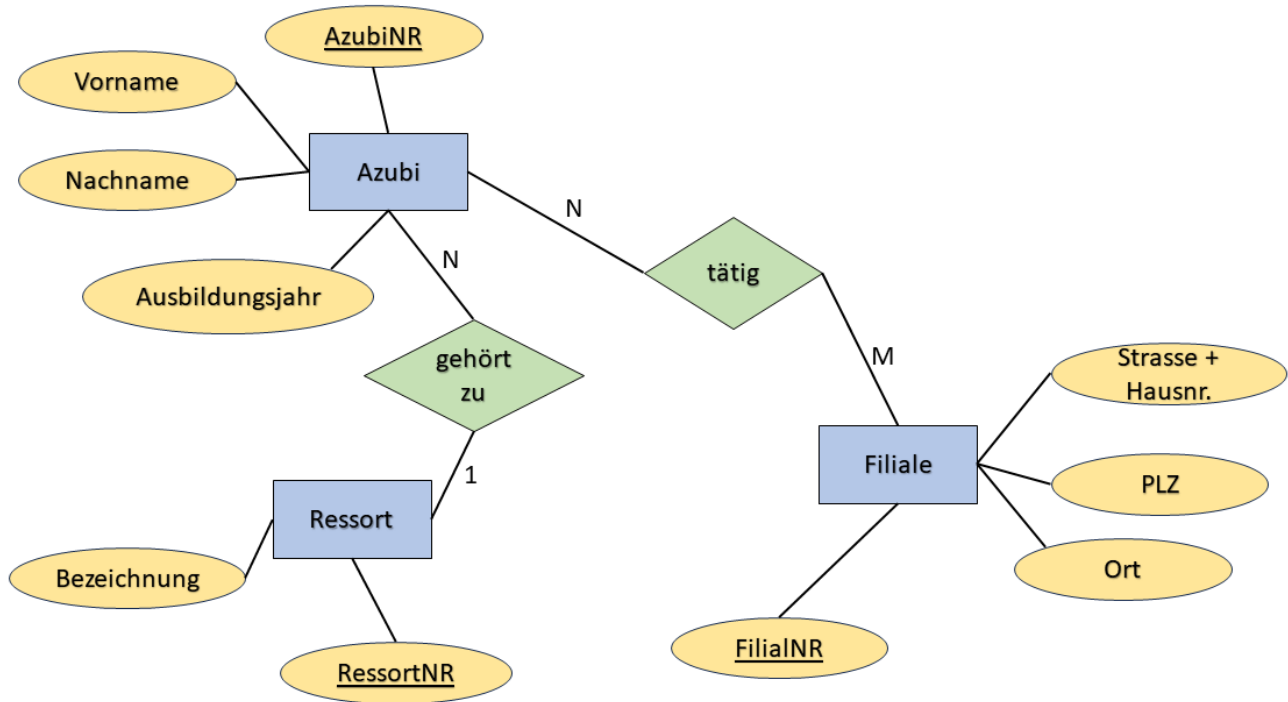 AzubiNR
Vorname
Azubi
Nachname
N
N
tätig
Ausbildungsjahr
gehört
zu
M
Strasse +
Hausnr.
Filiale
1
PLZ
Ressort
Bezeichnung
Ort
FilialNR
RessortNR